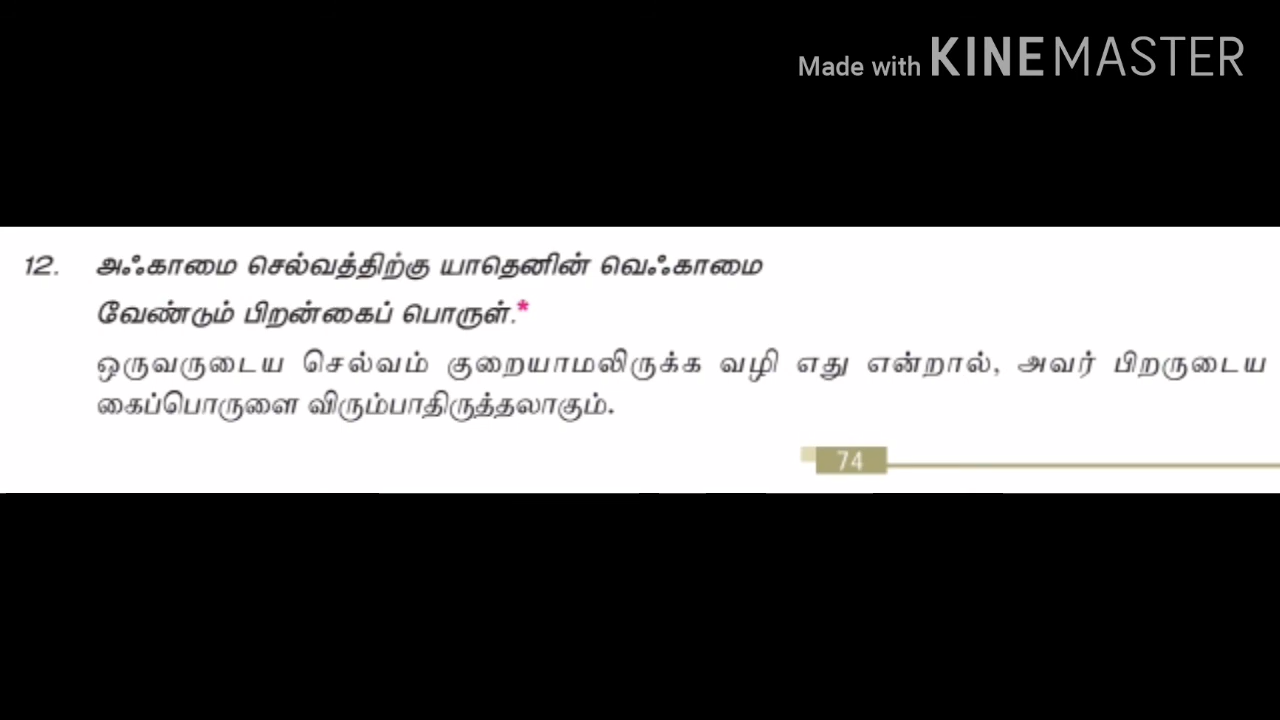 Made with KINEMASTER
12. அஃகாமை செல்வத்திற்கு யாதெனின் வெஃகாமை
வேண்டும் பிறன்கைப் பொருள்.*
ஒருவருடைய செல்வம் குறையாமலிருக்க வழி எது என்றால், அவர் பிறருடைய
கைப்பொருளை விரும்பாதிருத்தலாகும்.
74